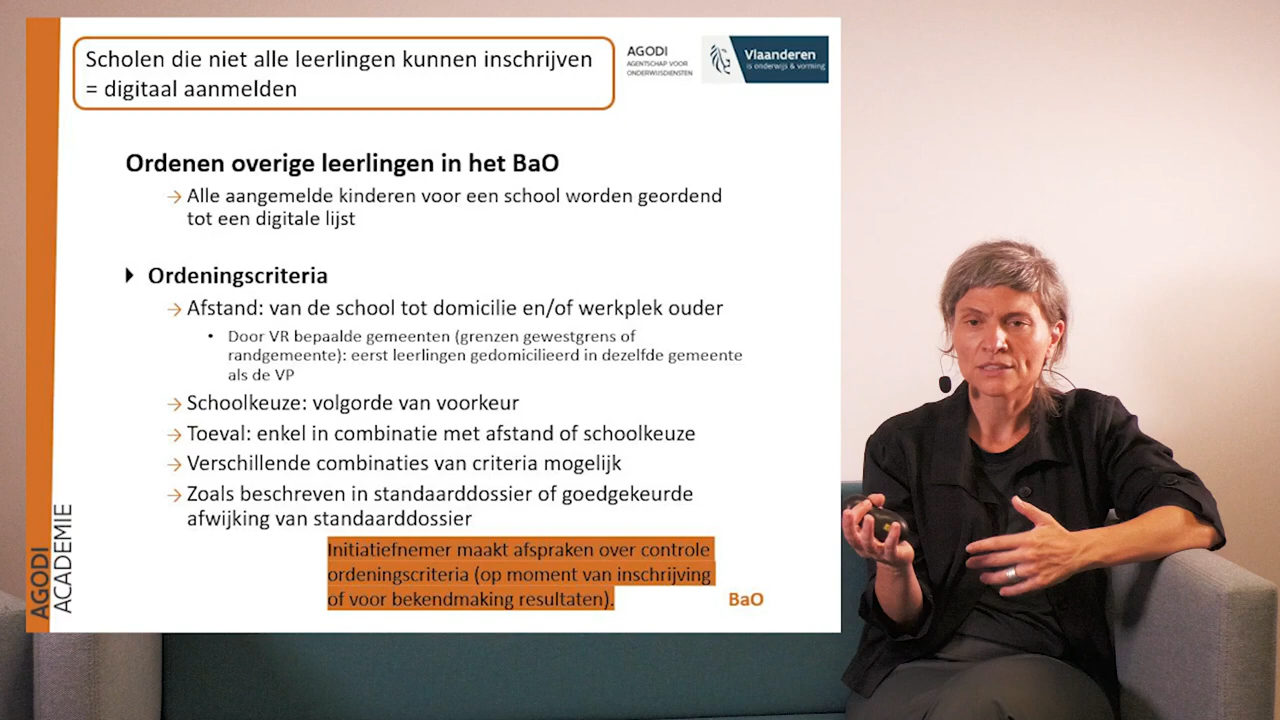 Scholen die niet alle leerlingen kunnen inschrijven
= digitaal aanmelden
AGODI
AGENTSCHAP VOOR
ONDERWIJSDIENSTEN
Vlaanderen
is onderwijs & vorming
Ordenen overige leerlingen in het BaO
→ Alle aangemelde kinderen voor een school worden geordend
tot een digitale lijst
Ordeningscriteria
→ Afstand: van de school tot domicilie en/of werkplek ouder
• Door VR bepaalde gemeenten (grenzen gewestgrens of
randgemeente): eerst leerlingen gedomicilieerd in dezelfde gemeente
als de VP
→ Schoolkeuze: volgorde van voorkeur
→ Toeval: enkel in combinatie met afstand of schoolkeuze
→ Verschillende combinaties van criteria mogelijk
→ Zoals beschreven in standaarddossier of goedgekeurde
afwijking van standaarddossier
Initiatiefnemer maakt afspraken over controle
ordeningscriteria (op moment van inschrijving
of voor bekendmaking resultaten).
BaO
AGODI
ACADEMIE